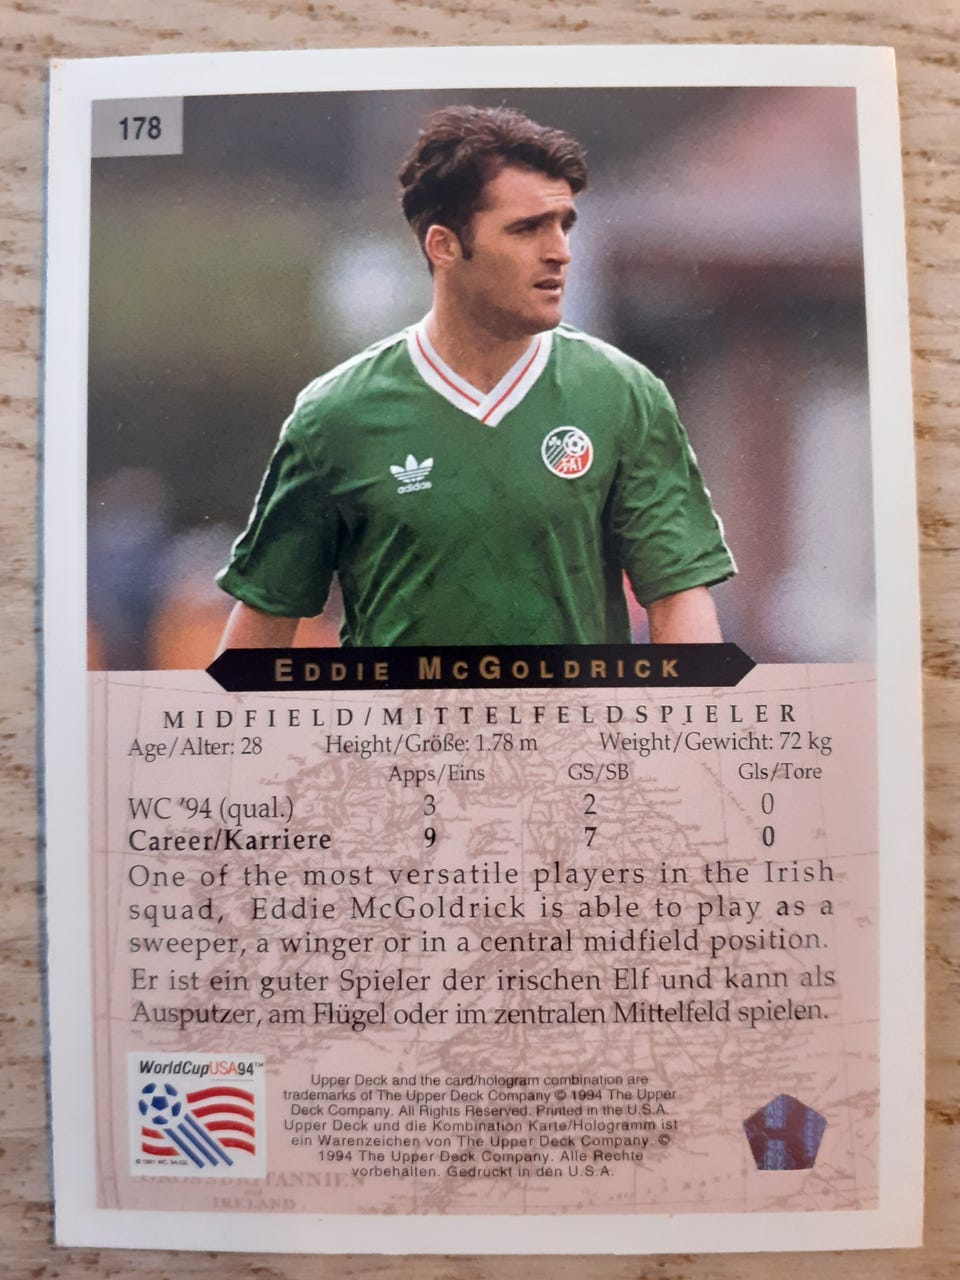 178
adidas
FAI
EDDIE MCGOLDRICK
MIDFIELD/MITTELFELDSPIELER
Age/Alter: 28 Height/Größe: 1.78 m Weight/Gewicht: 72 kg
Apps/Eins GS/SB Gls/Tore
WC '94 (qual.) 3 2 0
Career/Karriere 9 7 0
One of the most versatile players in the Irish
squad, Eddie McGoldrick is able to play as a
sweeper, a winger or in a central midfield position.
Er ist ein guter Spieler der irischen Elf und kann als
Ausputzer, am Flügel oder im zentralen Mittelfeld spielen.
WorldCupUSA94™
Upper Deck and the card/hologram combination are
trademarks of The Upper Deck Company © 1994 The Upper
Deck Company. All Rights Reserved. Printed in the U.S.A.
Upper Deck und die Kombination Karte/Hologramm ist
ein Warenzeichen von The Upper Deck Company. ©
1994 The Upper Deck Company. Alle Rechte
vorbehalten. Gedruckt in den U.S.A.
GROSSBRITANNIEN
IRELAND